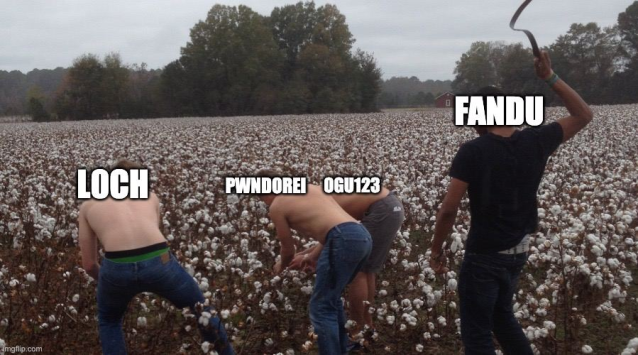 FANDU
LOCH
PWNDOREI
OGU123
imgflip.com